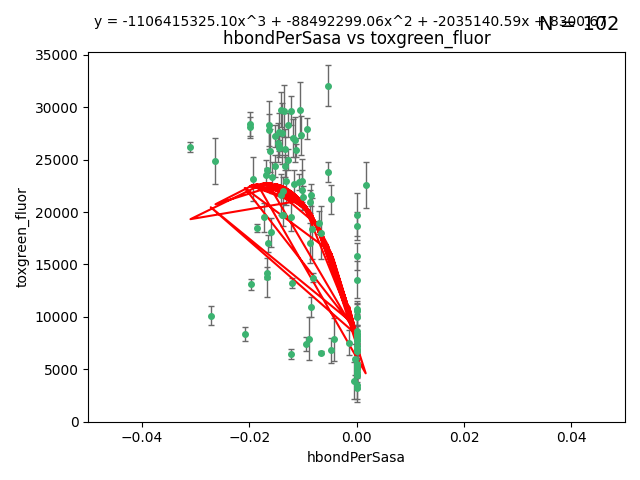 y = -1106415325.10x^3 + -88492299.06x^2 + -2035140.59x + 8300.67
N = 102
hbondPerSasa vs toxgreen_fluor
35000
30000
25000
20000
15000
10000
5000
0
toxgreen_fluor
-0.04
-0.02
0.00
0.02
0.04
hbondPerSasa